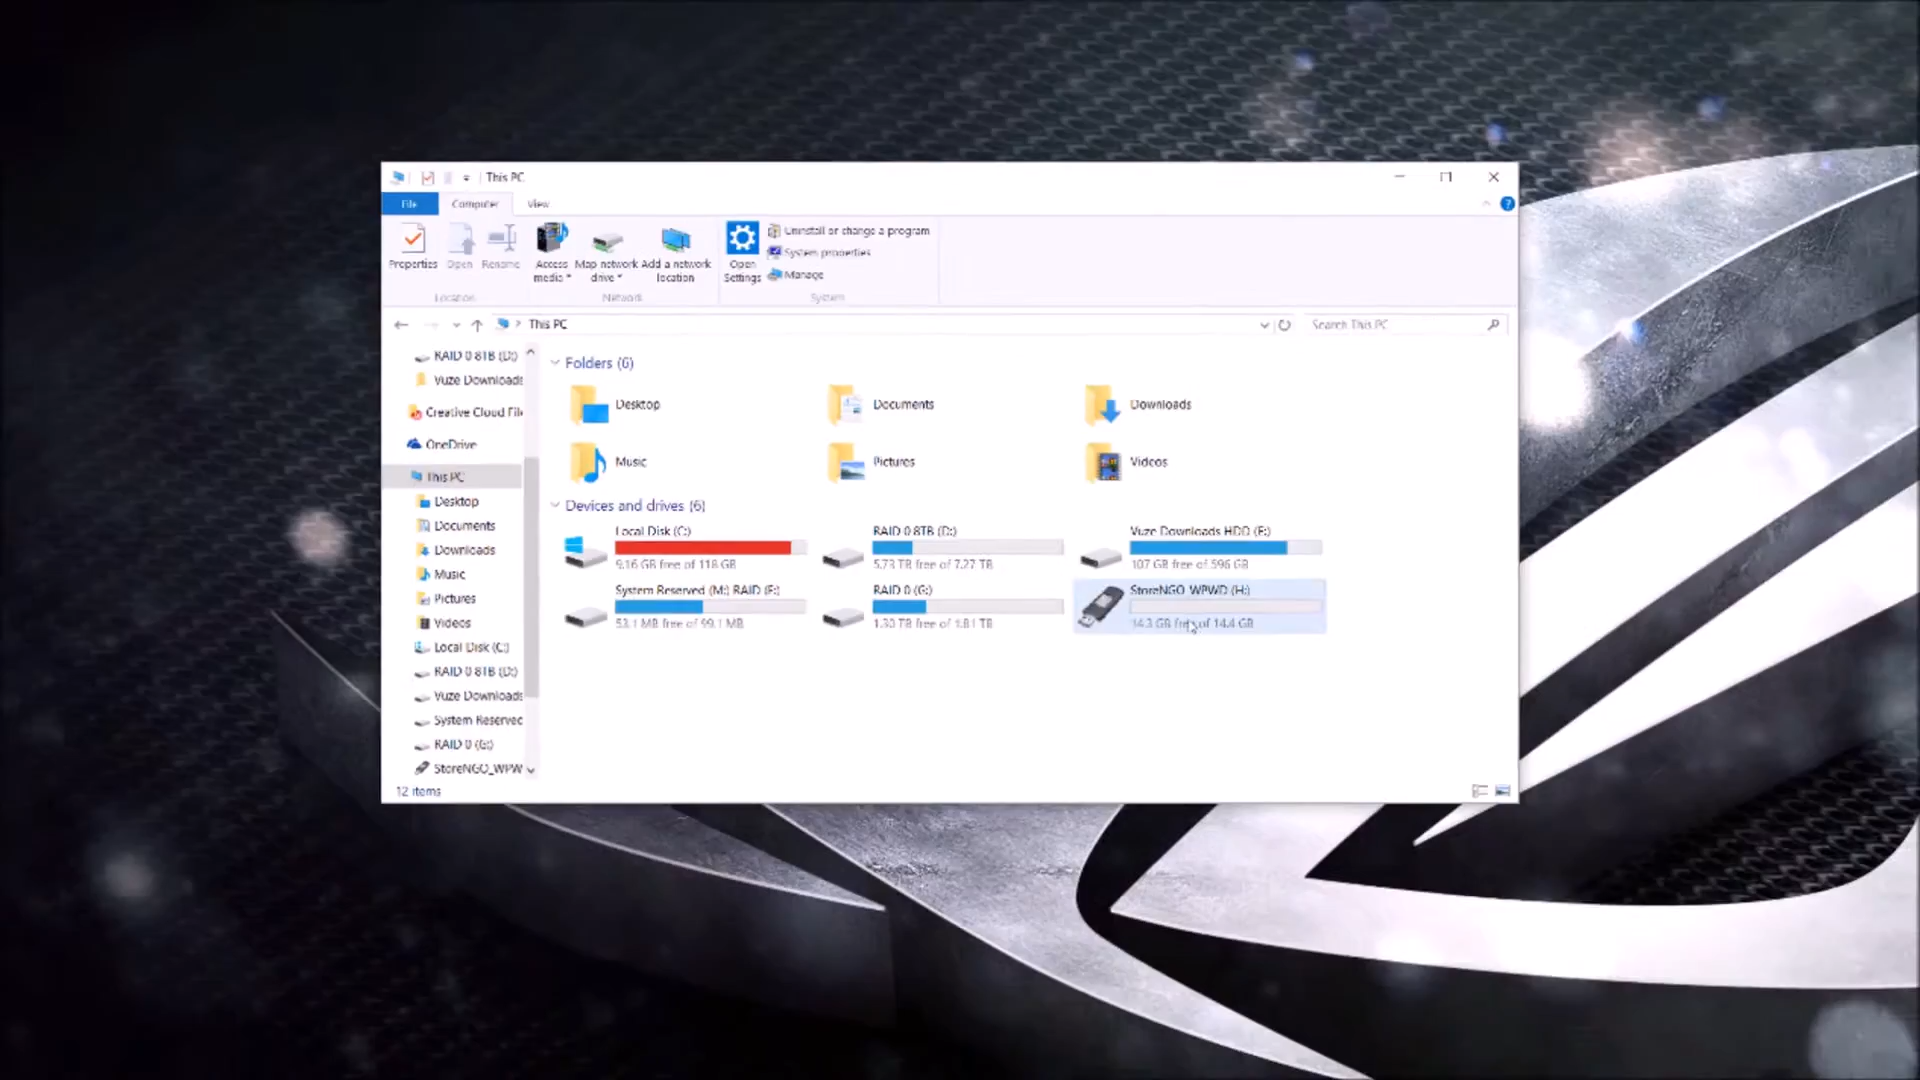 This PC
File Computer View
Properties Open Rename Access media Map network drive Add a network location Open Settings
Uninstall or change a program
System properties
Manage
Location Network System
This PC
Search This PC
RAID 0 8TB (D:)
Vuze Downloads
Creative Cloud File
OneDrive
This PC
Desktop
Documents
Downloads
Music
Pictures
Videos
Local Disk (C:)
RAID 0 8TB (D:)
Vuze Downloads
System Reserved
RAID 0 (G:)
StoreNGO_WPW
Folders (6)
Desktop Documents Downloads
Music Pictures Videos
Devices and drives (6)
Local Disk (C:) RAID 0 8TB (D:) Vuze Downloads HDD (E:)
9.16 GB free of 118 GB 5.73 TB free of 7.27 TB 107 GB free of 596 GB
System Reserved (M:) RAID (F:) RAID 0 (G:) StoreNGO_WPWD (H:)
53.1 MB free of 99.1 MB 1.30 TB free of 1.81 TB 14.3 GB free of 14.4 GB
12 items